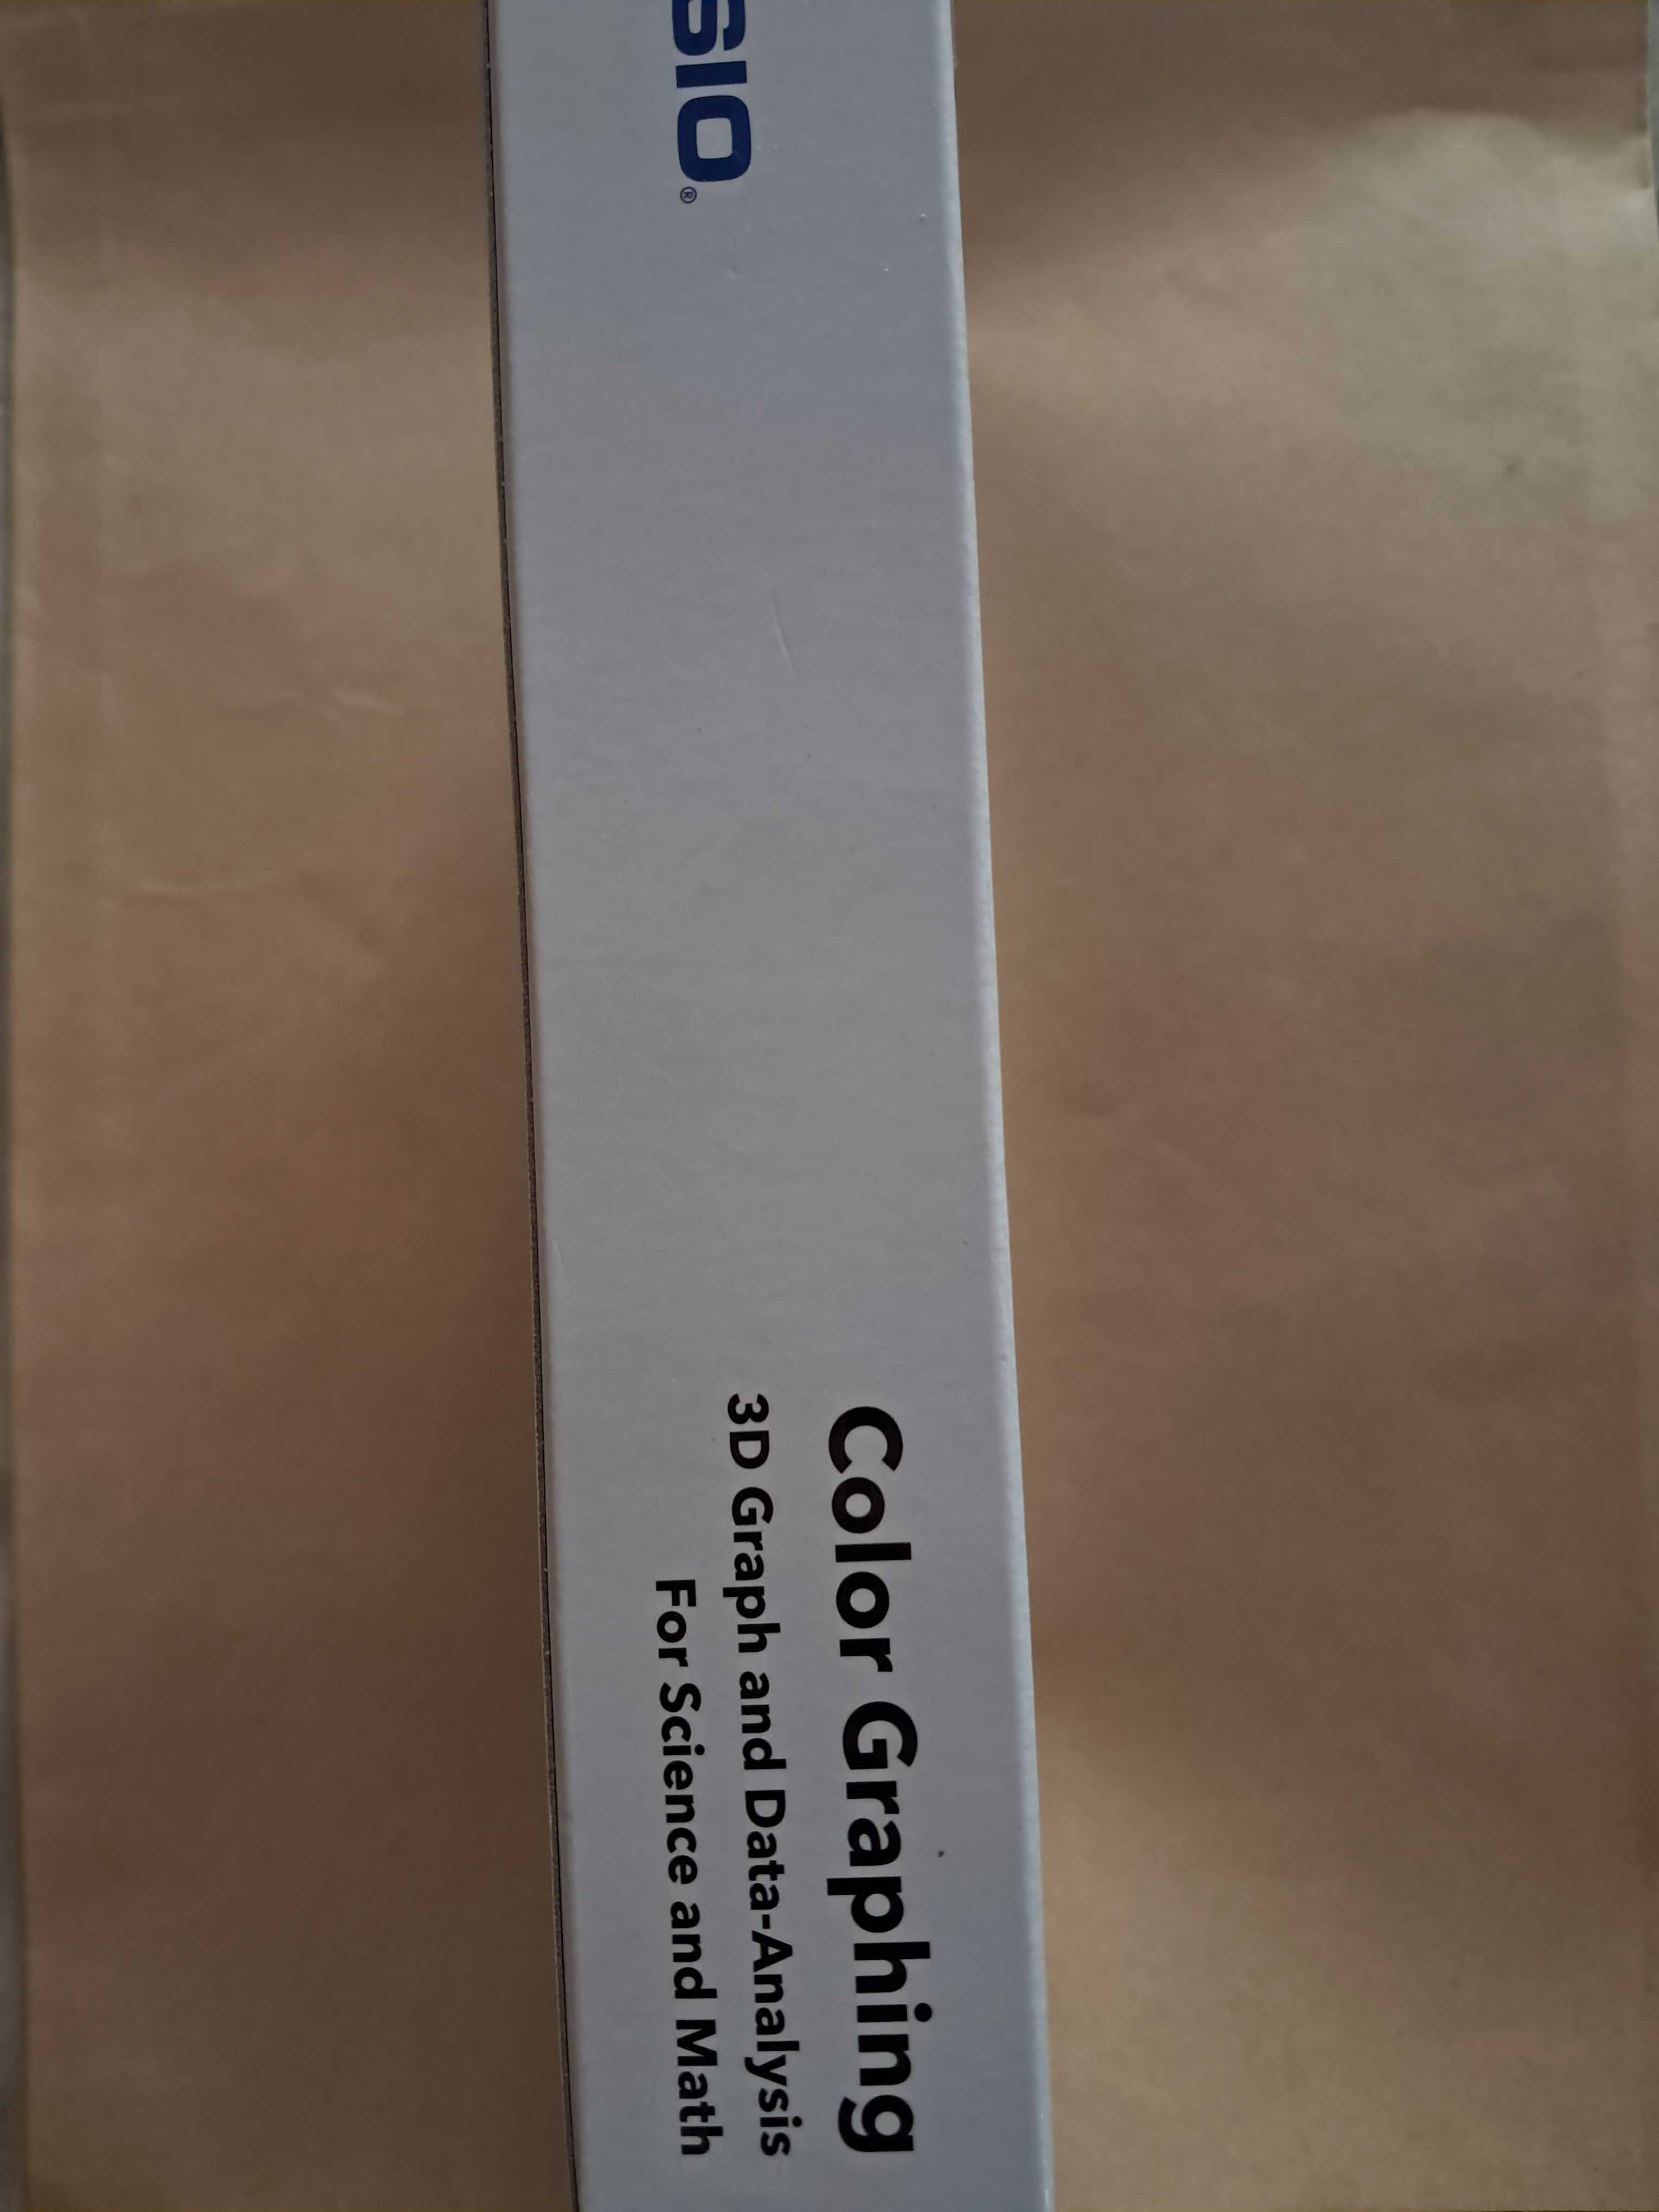 SIO®
Color Graphing
3D Graph and Data-Analysis
For Science and Math